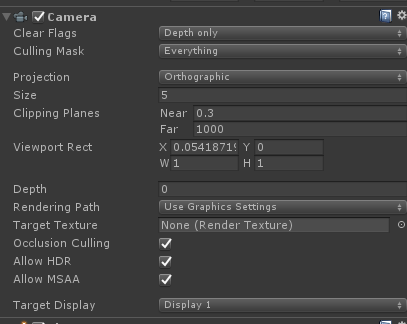 Camera
Clear Flags Depth only
Culling Mask Everything
Projection Orthographic
Size 5
Clipping Planes Near 0.3
Far 1000
Viewport Rect X 0.0541871 Y 0
W 1 H 1
Depth 0
Rendering Path Use Graphics Settings
Target Texture None (Render Texture)
Occlusion Culling
Allow HDR
Allow MSAA
Target Display Display 1